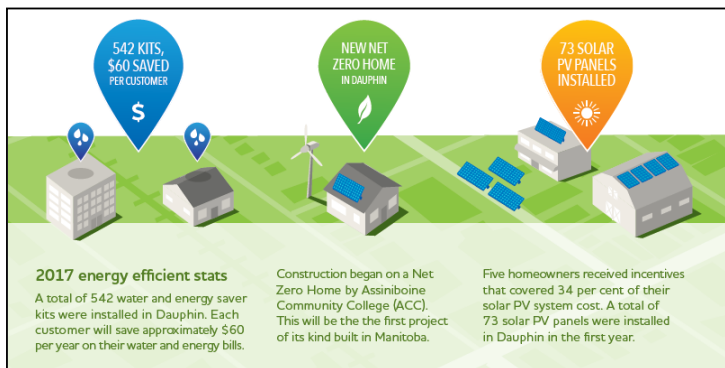 542 KITS,
$60 SAVED
PER CUSTOMER
$
NEW NET
ZERO HOME
IN DAUPHIN
73 SOLAR
PV PANELS
INSTALLED
2017 energy efficient stats
A total of 542 water and energy saver
kits were installed in Dauphin. Each
customer will save approximately $60
per year on their water and energy bills.
Construction began on a Net
Zero Home by Assiniboine
Community College (ACC).
This will be the the first project
of its kind built in Manitoba.
Five homeowners received incentives
that covered 34 per cent of their
solar PV system cost. A total of
73 solar PV panels were installed
in Dauphin in the first year.